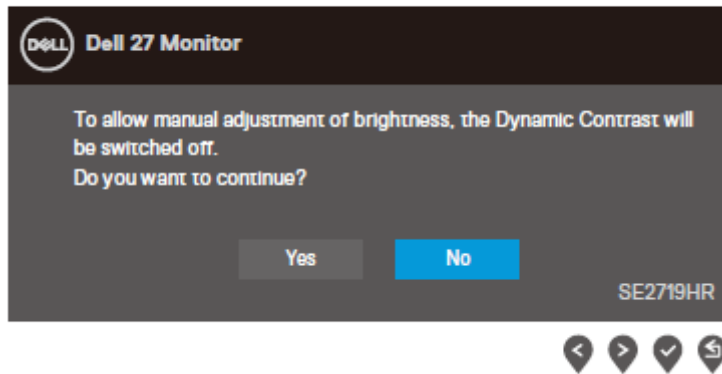 DELL Dell 27 Monitor
To allow manual adjustment of brightness, the Dynamic Contrast will
be switched off.
Do you want to continue?
Yes No
SE2719HR